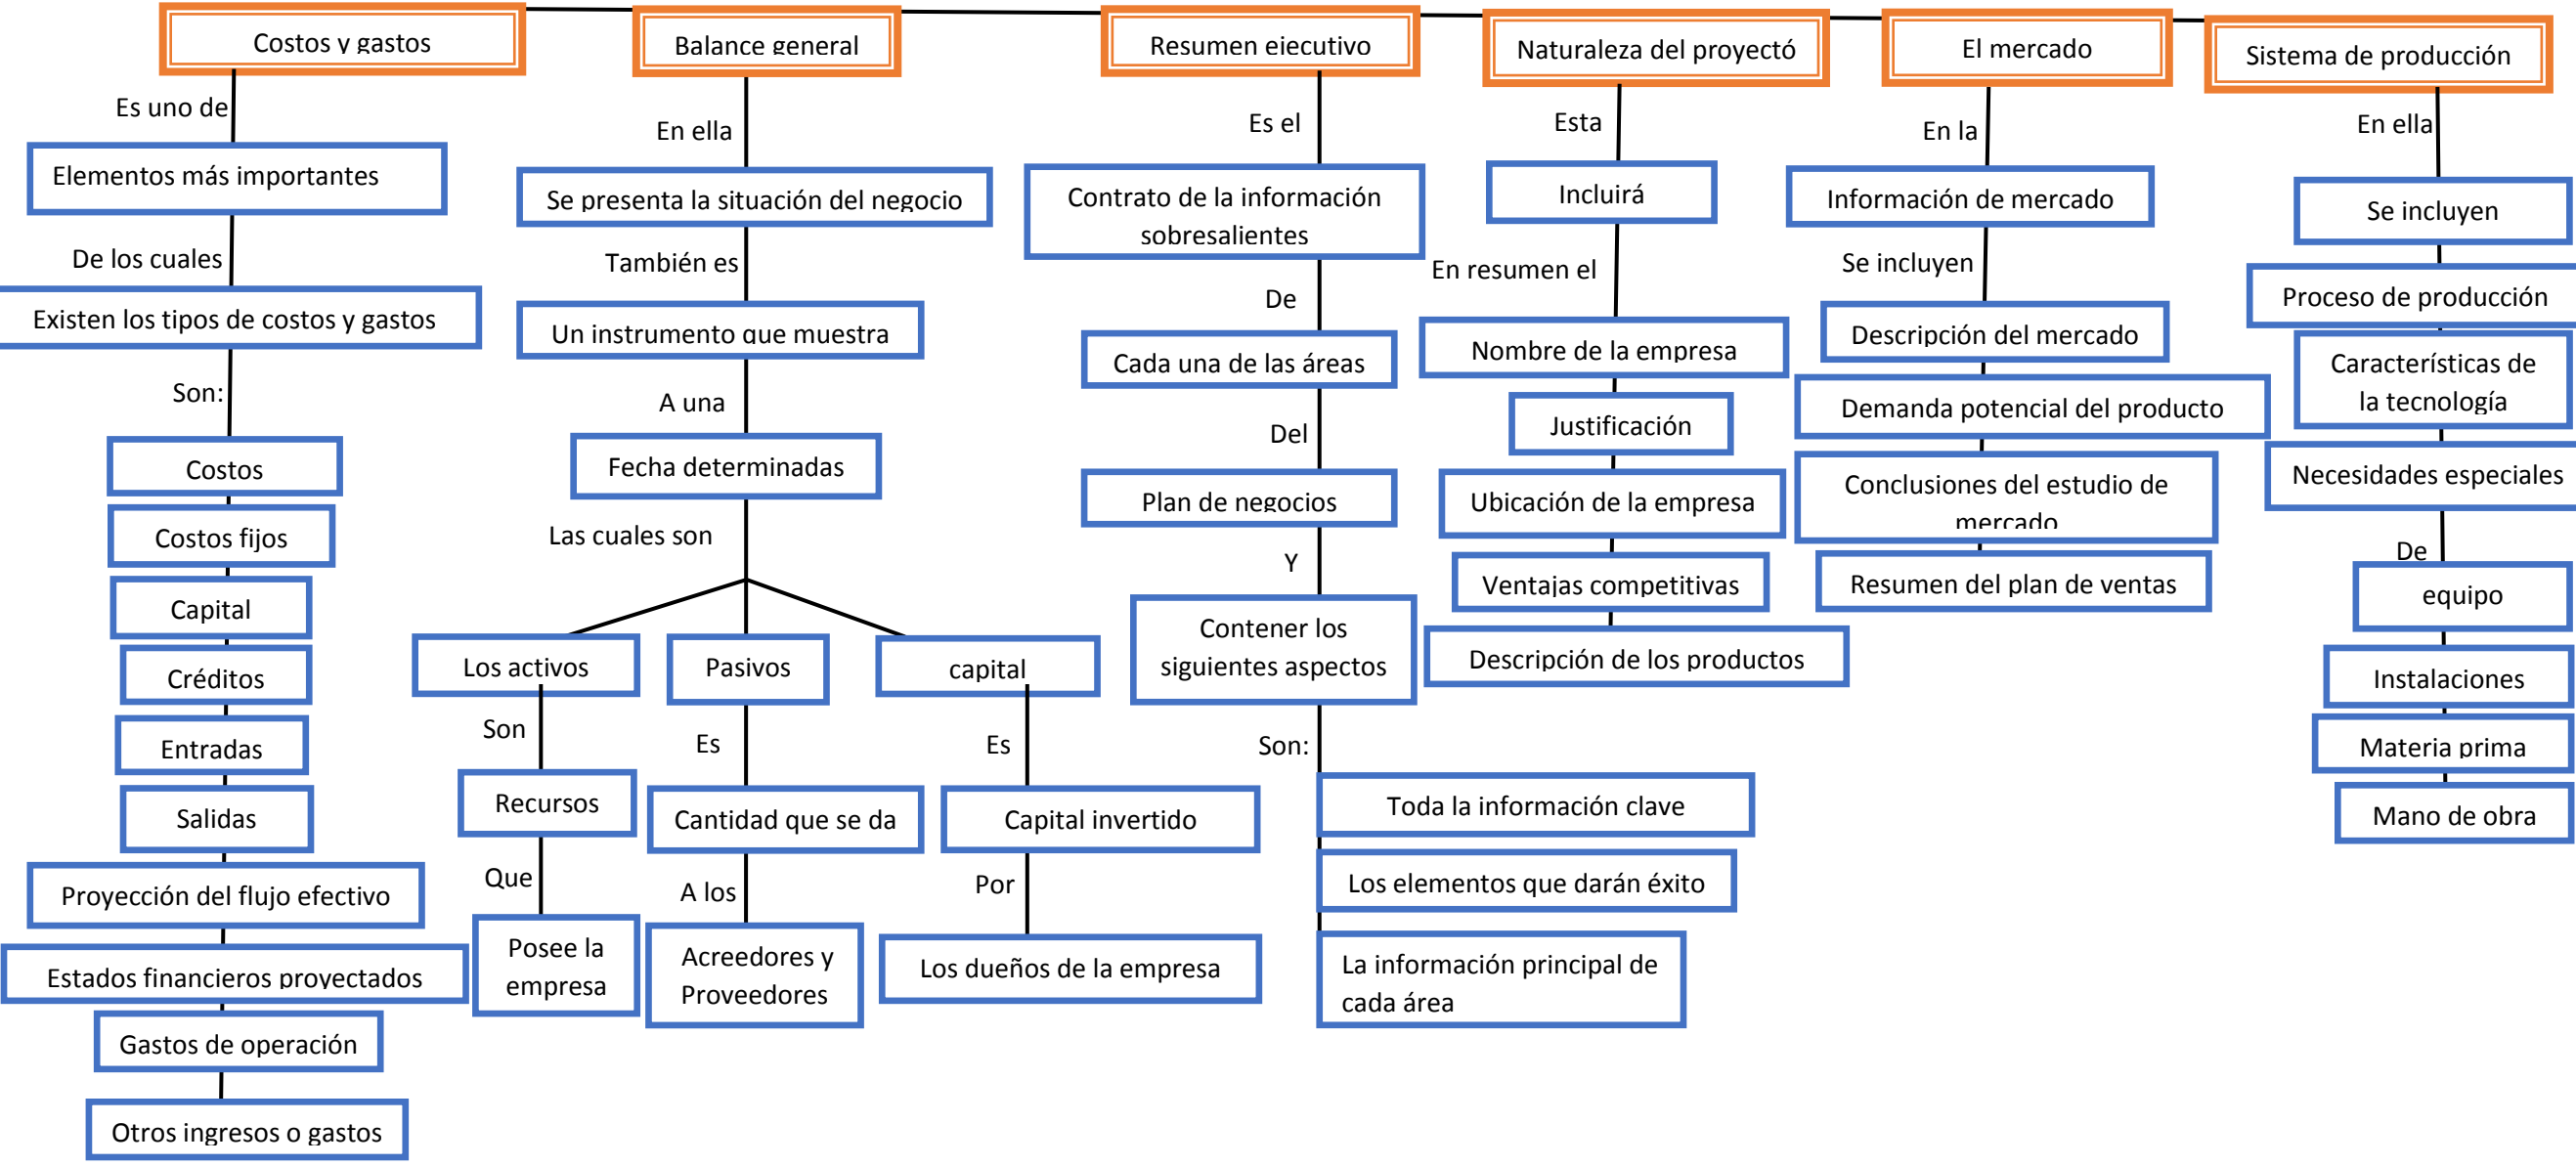 Costos y gastos
Es uno de
Elementos más importantes
De los cuales
Existen los tipos de costos y gastos
Son:
Costos
Costos fijos
Capital
Créditos
Entradas
Salidas
Proyección del flujo efectivo
Estados financieros proyectados
Gastos de operación
Otros ingresos o gastos
Balance general
En ella
Se presenta la situación del negocio
También es
Un instrumento que muestra
A una
Fecha determinadas
Las cuales son
Los activos
Son
Recursos
Que
Posee la
empresa
Pasivos
Es
Cantidad que se da
A los
Acreedores y
Proveedores
capital
Es
Capital invertido
Por
Los dueños de la empresa
Resumen ejecutivo
Es el
Contrato de la información
sobresalientes
De
Cada una de las áreas
Del
Plan de negocios
Y
Contener los
siguientes aspectos
Son:
Toda la información clave
Los elementos que darán éxito
La información principal de
cada área
Naturaleza del proyectó
Esta
Incluirá
En resumen el
Nombre de la empresa
Justificación
Ubicación de la empresa
Ventajas competitivas
Descripción de los productos
El mercado
En la
Información de mercado
Se incluyen
Descripción del mercado
Demanda potencial del producto
Conclusiones del estudio de
mercado
Resumen del plan de ventas
Sistema de producción
En ella
Se incluyen
Proceso de producción
Característicás de
la tecnología
Necesidades especiales
De
equipo
Instalaciones
Materia prima
Mano de obra